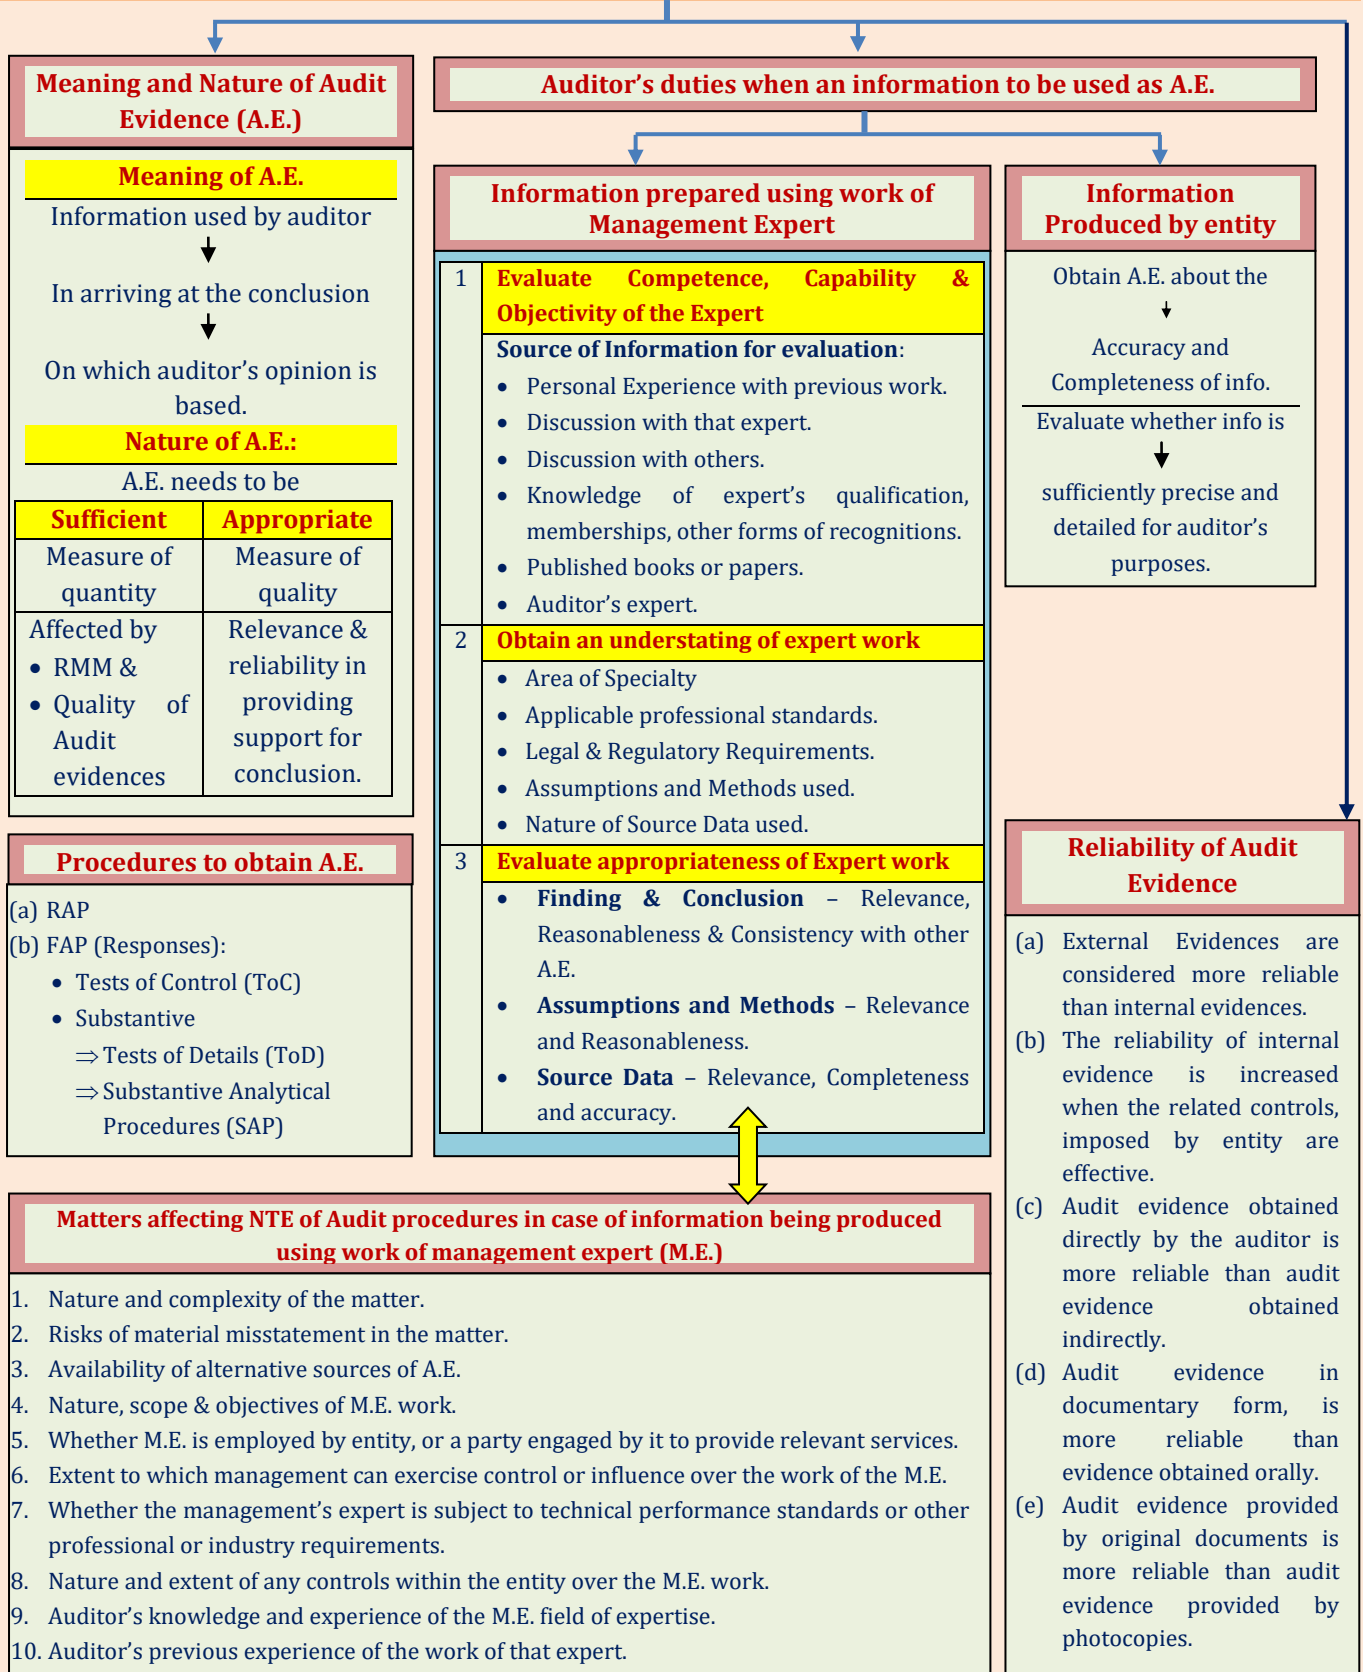 Meaning and Nature of Audit
Evidence (A.E.)
Meaning of A.E.
Information used by auditor
In arriving at the conclusion
On which auditor’s opinion is
based.
Nature of A.E.:
A.E. needs to be
Sufficient
Appropriate
Measure of
quantity
Measure of
quality
Affected by
• RMM &
• Quality of
Audit
evidences
Relevance &
reliability in
providing
support for
conclusion.
Procedures to obtain A.E.
(a) RAP
(b) FAP (Responses):
• Tests of Control (ToC)
• Substantive
⇒ Tests of Details (ToD)
⇒ Substantive Analytical
Procedures (SAP)
Auditor’s duties when an information to be used as A.E.
Information prepared using work of
Management Expert
1 Evaluate Competence, Capability &
Objectivity of the Expert
Source of Information for evaluation:
• Personal Experience with previous work.
• Discussion with that expert.
• Discussion with others.
• Knowledge of expert’s qualification,
memberships, other forms of recognitions.
• Published books or papers.
• Auditor’s expert.
2 Obtain an understating of expert work
• Area of Specialty
• Applicable professional standards.
• Legal & Regulatory Requirements.
• Assumptions and Methods used.
• Nature of Source Data used.
3 Evaluate appropriateness of Expert work
• Finding & Conclusion – Relevance,
Reasonableness & Consistency with other
A.E.
• Assumptions and Methods – Relevance
and Reasonableness.
• Source Data – Relevance, Completeness
and accuracy.
Information
Produced by entity
Obtain A.E. about the
Accuracy and
Completeness of info.
Evaluate whether info is
sufficiently precise and
detailed for auditor’s
purposes.
Matters affecting NTE of Audit procedures in case of information being produced
using work of management expert (M.E.)
1. Nature and complexity of the matter.
2. Risks of material misstatement in the matter.
3. Availability of alternative sources of A.E.
4. Nature, scope & objectives of M.E. work.
5. Whether M.E. is employed by entity, or a party engaged by it to provide relevant services.
6. Extent to which management can exercise control or influence over the work of the M.E.
7. Whether the management’s expert is subject to technical performance standards or other
professional or industry requirements.
8. Nature and extent of any controls within the entity over the M.E. work.
9. Auditor’s knowledge and experience of the M.E. field of expertise.
10. Auditor’s previous experience of the work of that expert.
Reliability of Audit
Evidence
(a) External Evidences are
considered more reliable
than internal evidences.
(b) The reliability of internal
evidence is increased
when the related controls,
imposed by entity are
effective.
(c) Audit evidence obtained
directly by the auditor is
more reliable than audit
evidence obtained
indirectly.
(d) Audit evidence in
documentary form, is
more reliable than
evidence obtained orally.
(e) Audit evidence provided
by original documents is
more reliable than audit
evidence provided by
photocopies.